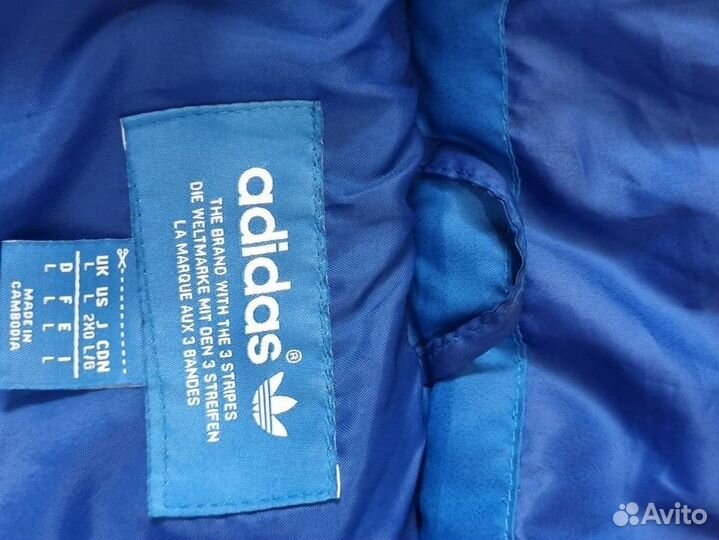 adidas®
THE BRAND WITH THE 3 STRIPES
DIE WELTMARKE MIT DEN 3 STREIFEN
LA MARQUE AUX 3 BANDES
UK US J CDN
L L 2XO L/G
D F E I
L L L L
MADE IN
CAMBODIA
Avito